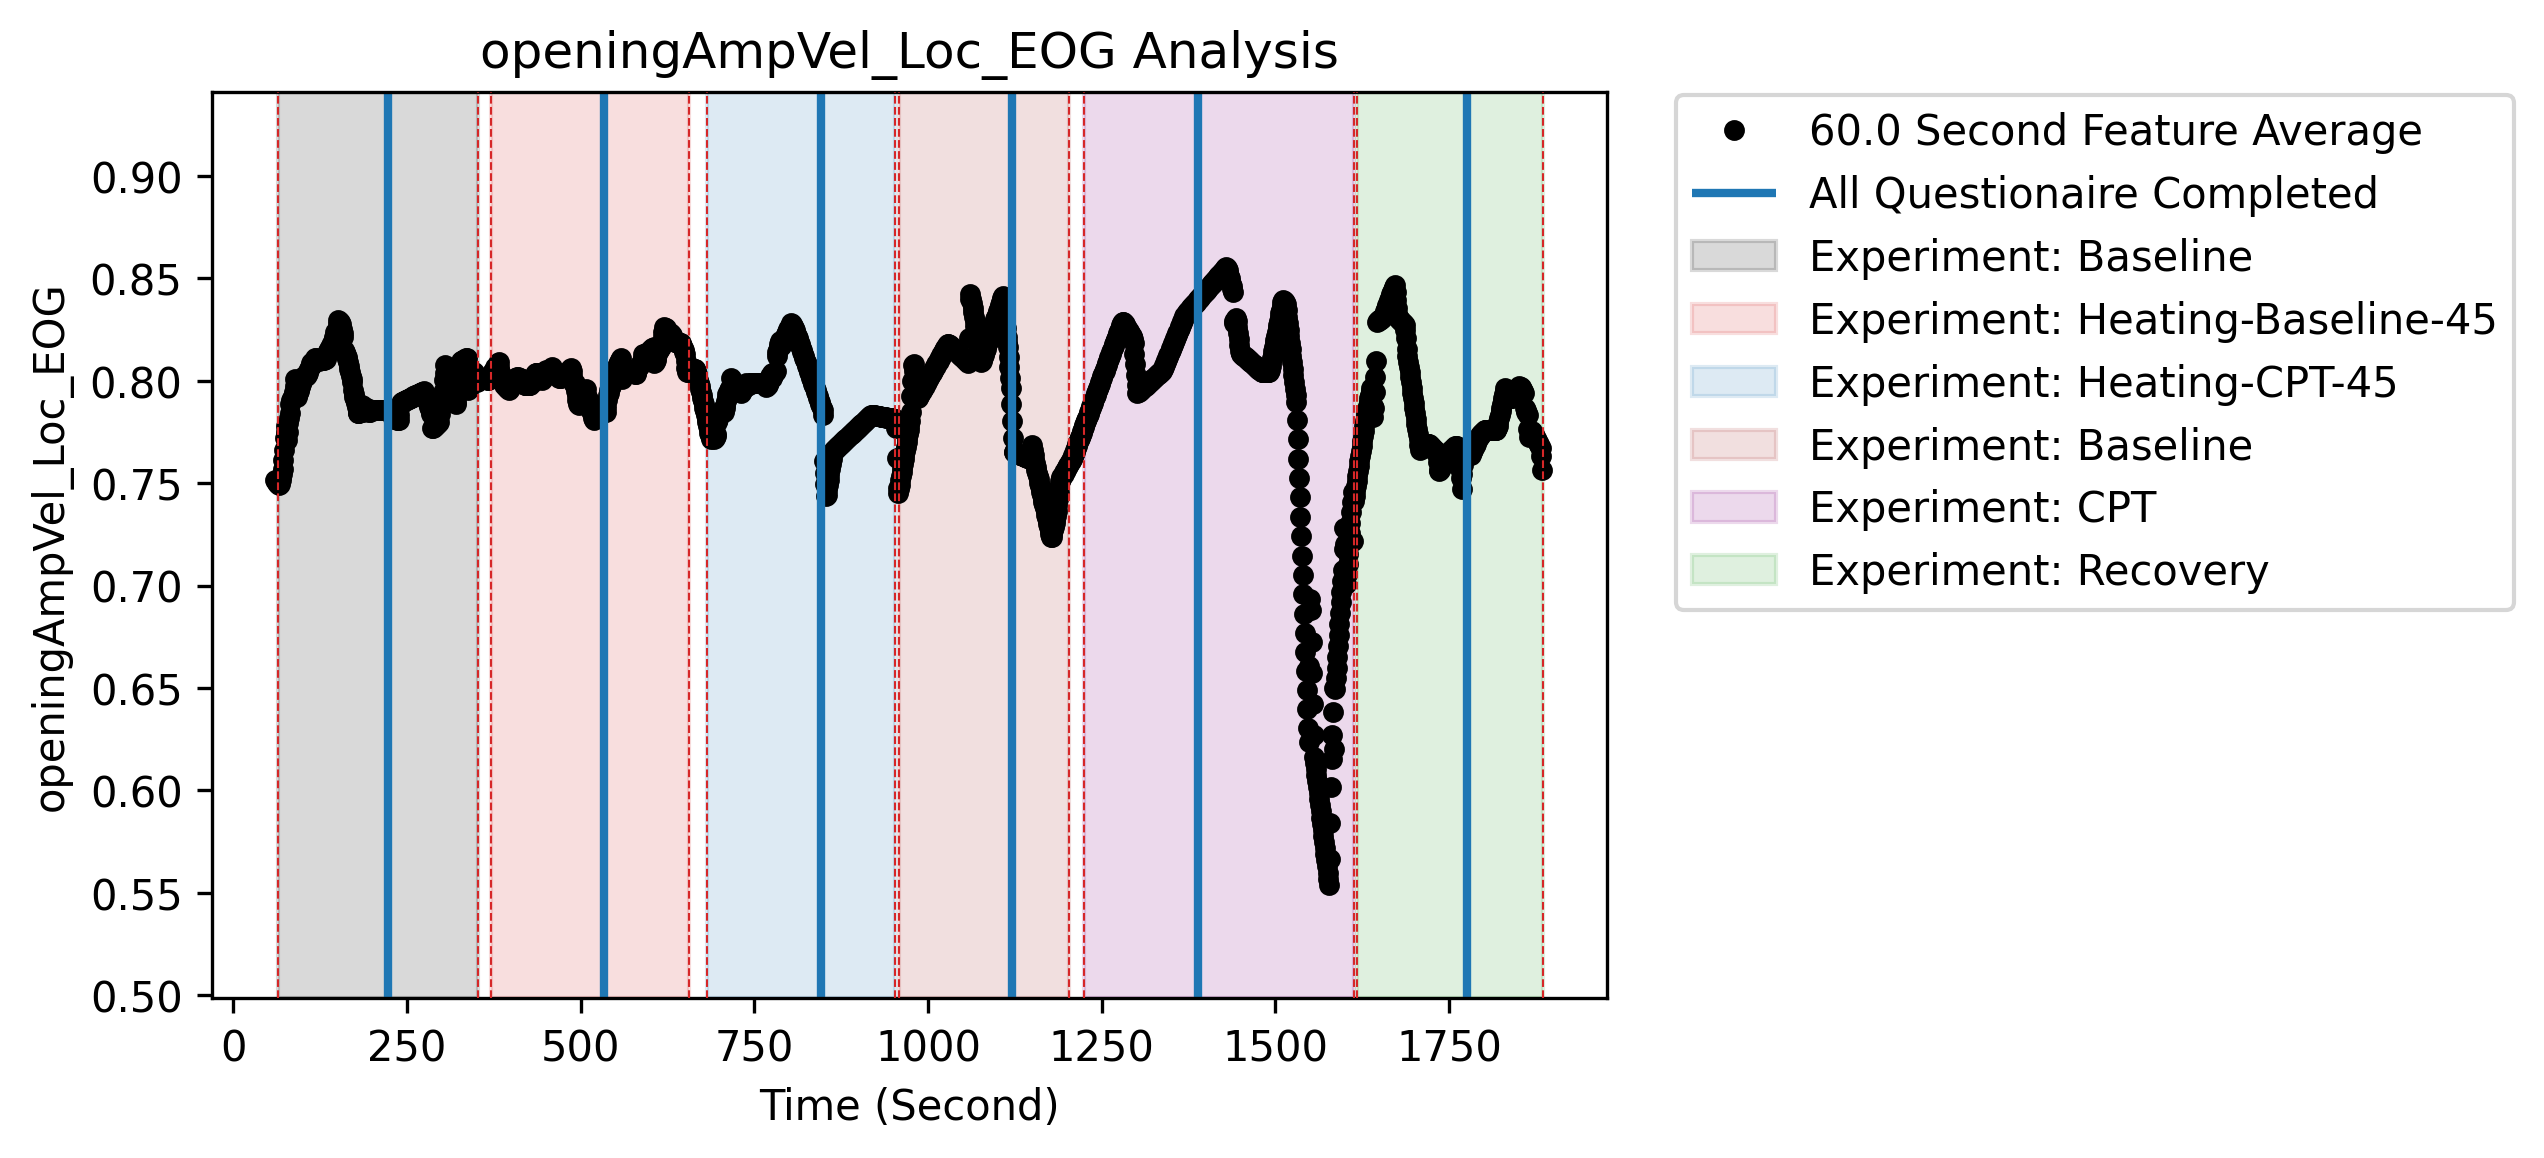 openingAmpVel_Loc_EOG Analysis
openingAmpVel_Loc_EOG
0.90
0.85
0.80
0.75
0.70
0.65
0.60
0.55
0.50
0 250 500 750 1000 1250 1500 1750
Time (Second)
60.0 Second Feature Average
All Questionaire Completed
Experiment: Baseline
Experiment: Heating-Baseline-45
Experiment: Heating-CPT-45
Experiment: Baseline
Experiment: CPT
Experiment: Recovery